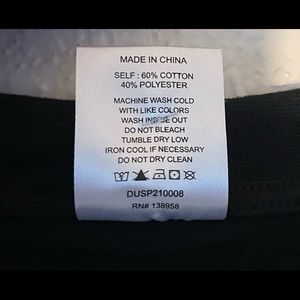 MADE IN CHINA
SELF : 60% COTTON
40% POLYESTER
MACHINE WASH COLD
WITH LIKE COLORS
WASH INSIDE OUT
DO NOT BLEACH
TUMBLE DRY LOW
IRON COOL IF NECESSARY
DO NOT DRY CLEAN
DUSP210008
RN# 138958